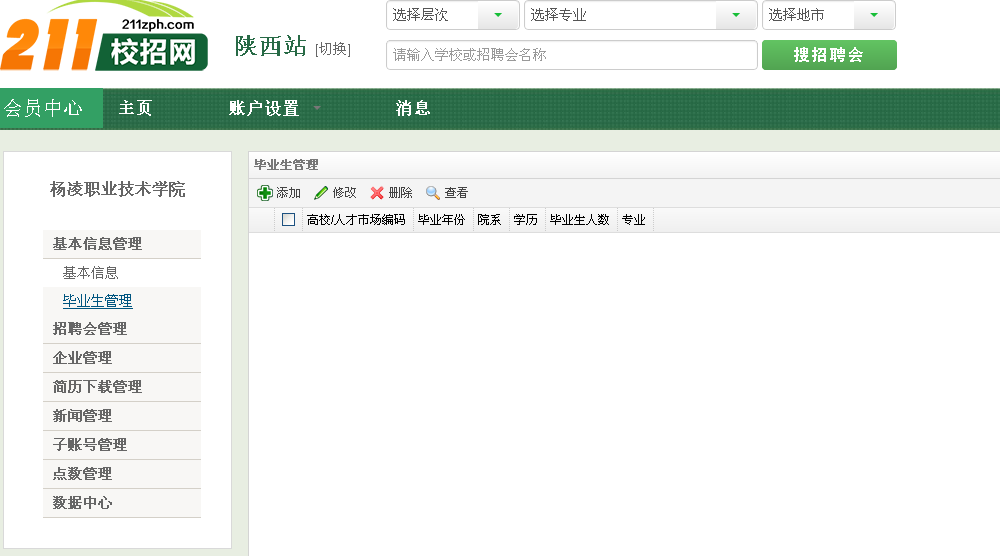 211zph.com
211校招网
陕西站 [切换]
选择层次 选择专业 选择地市
请输入学校或招聘会名称 搜招聘会
会员中心 主页 账户设置 消息
杨凌职业技术学院
基本信息管理
基本信息
毕业生管理
招聘会管理
企业管理
简历下载管理
新闻管理
子账号管理
点数管理
数据中心
毕业生管理
添加 修改 删除 查看
高校/人才市场编码 毕业年份 院系 学历 毕业生人数 专业